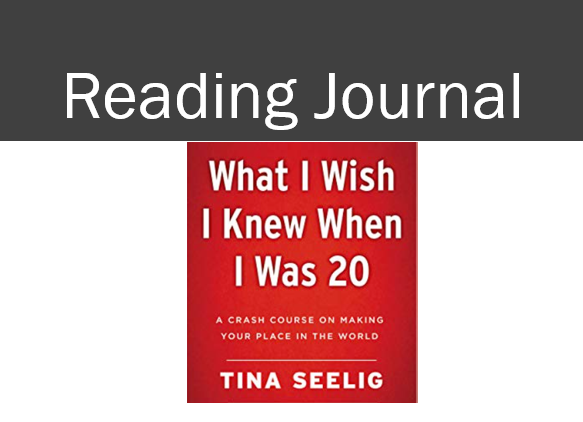 Reading Journal
What I Wish
I Knew When
I Was 20
A CRASH COURSE ON MAKING
YOUR PLACE IN THE WORLD
TINA SEELIG